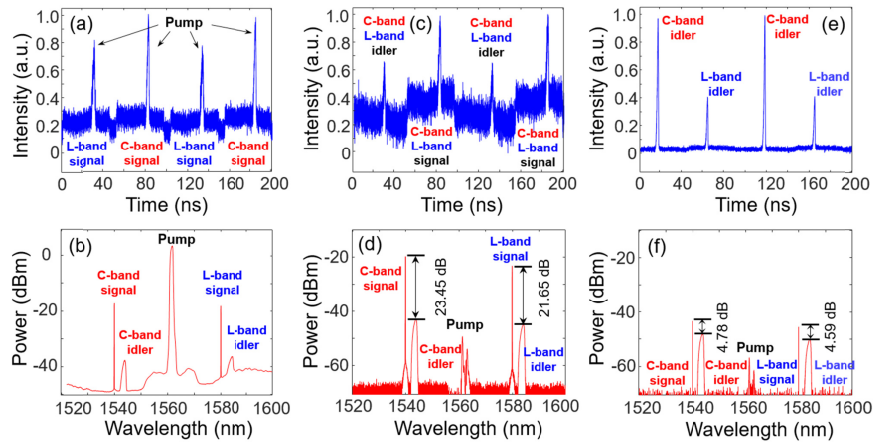 (a)
Pump
Intensity (a.u.)
1.0
0.8
0.6
0.4
0.2
0
L-band
signal
C-band
signal
L-band
signal
C-band
signal
0 40 80 120 160 200
Time (ns)
(c)
Intensity (a.u.)
1.0
0.8
0.6
0.4
0.2
0
C-band
L-band
idler
C-band
L-band
idler
C-band
L-band
signal
C-band
L-band
signal
0 40 80 120 160 200
Time (ns)
(e)
Intensity (a.u.)
1.0
0.8
0.6
0.4
0.2
0
C-band
idler
C-band
idler
L-band
idler
L-band
idler
0 40 80 120 160 200
Time (ns)
(b)
Pump
Power (dBm)
0
-20
-40
C-band
signal
L-band
signal
C-band
idler
L-band
idler
1520 1540 1560 1580 1600
Wavelength (nm)
(d)
Power (dBm)
-20
-40
-60
C-band
signal
23.45 dB
L-band
signal
21.65 dB
Pump
C-band
idler
L-band
idler
1520 1540 1560 1580 1600
Wavelength (nm)
(f)
Power (dBm)
-20
-40
-60
4.78 dB
4.59 dB
Pump
C-band
signal
C-band
idler
L-band
signal
L-band
idler
1520 1540 1560 1580 1600
Wavelength (nm)